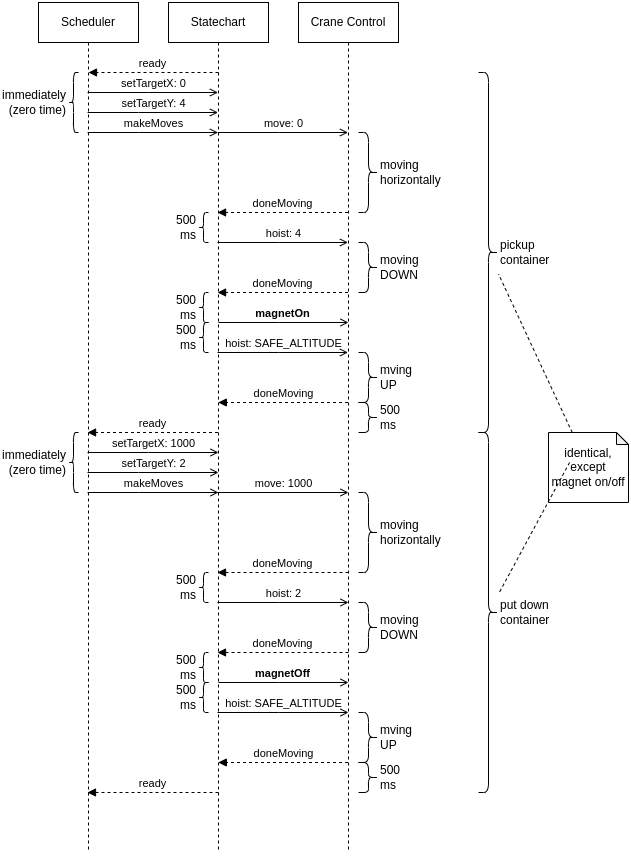 Scheduler
Statechart
Crane Control
ready
immediately
(zero time)
setTargetX: 0
setTargetY: 4
makeMoves
move: 0
moving
horizontally
doneMoving
500
ms
hoist: 4
pickup
container
moving
DOWN
doneMoving
500
ms
magnetOn
500
ms
hoist: SAFE_ALTITUDE
mving
UP
doneMoving
500
ms
ready
immediately
(zero time)
setTargetX: 1000
setTargetY: 2
makeMoves
move: 1000
identical,
except
magnet on/off
moving
horizontally
doneMoving
500
ms
hoist: 2
put down
container
moving
DOWN
doneMoving
500
ms
magnetOff
500
ms
hoist: SAFE_ALTITUDE
mving
UP
doneMoving
500
ms
ready